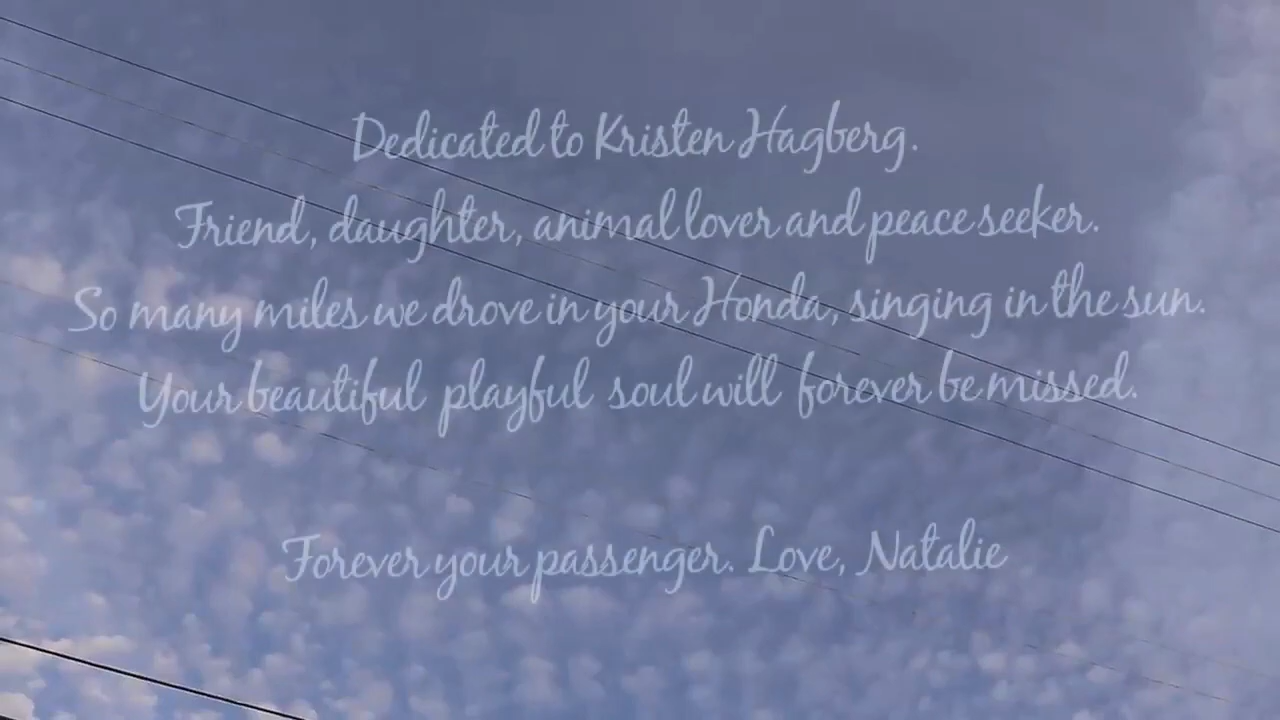 Dedicated to Kristen Hagberg.
Friend, daughter, animal lover and peace seeker.
So many miles we drove in your Honda, singing in the sun.
Your beautiful playful soul will forever be missed.
Forever your passenger. Love, Natalie